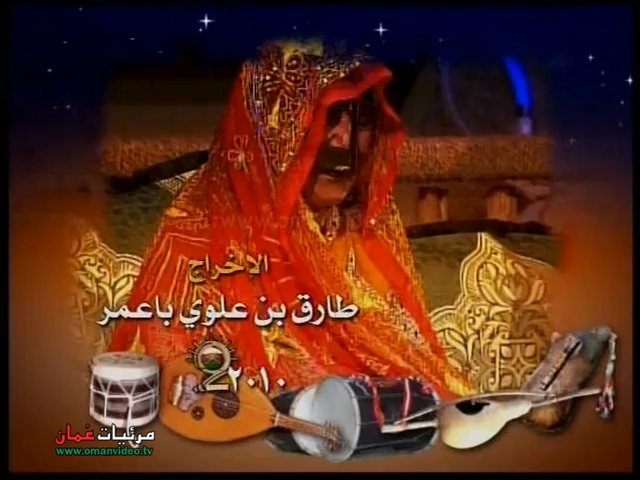 الاخراج
طارق بن علوي باعمر
٢٠١٠
مرئيات عُمان
www.omanvideo.tv